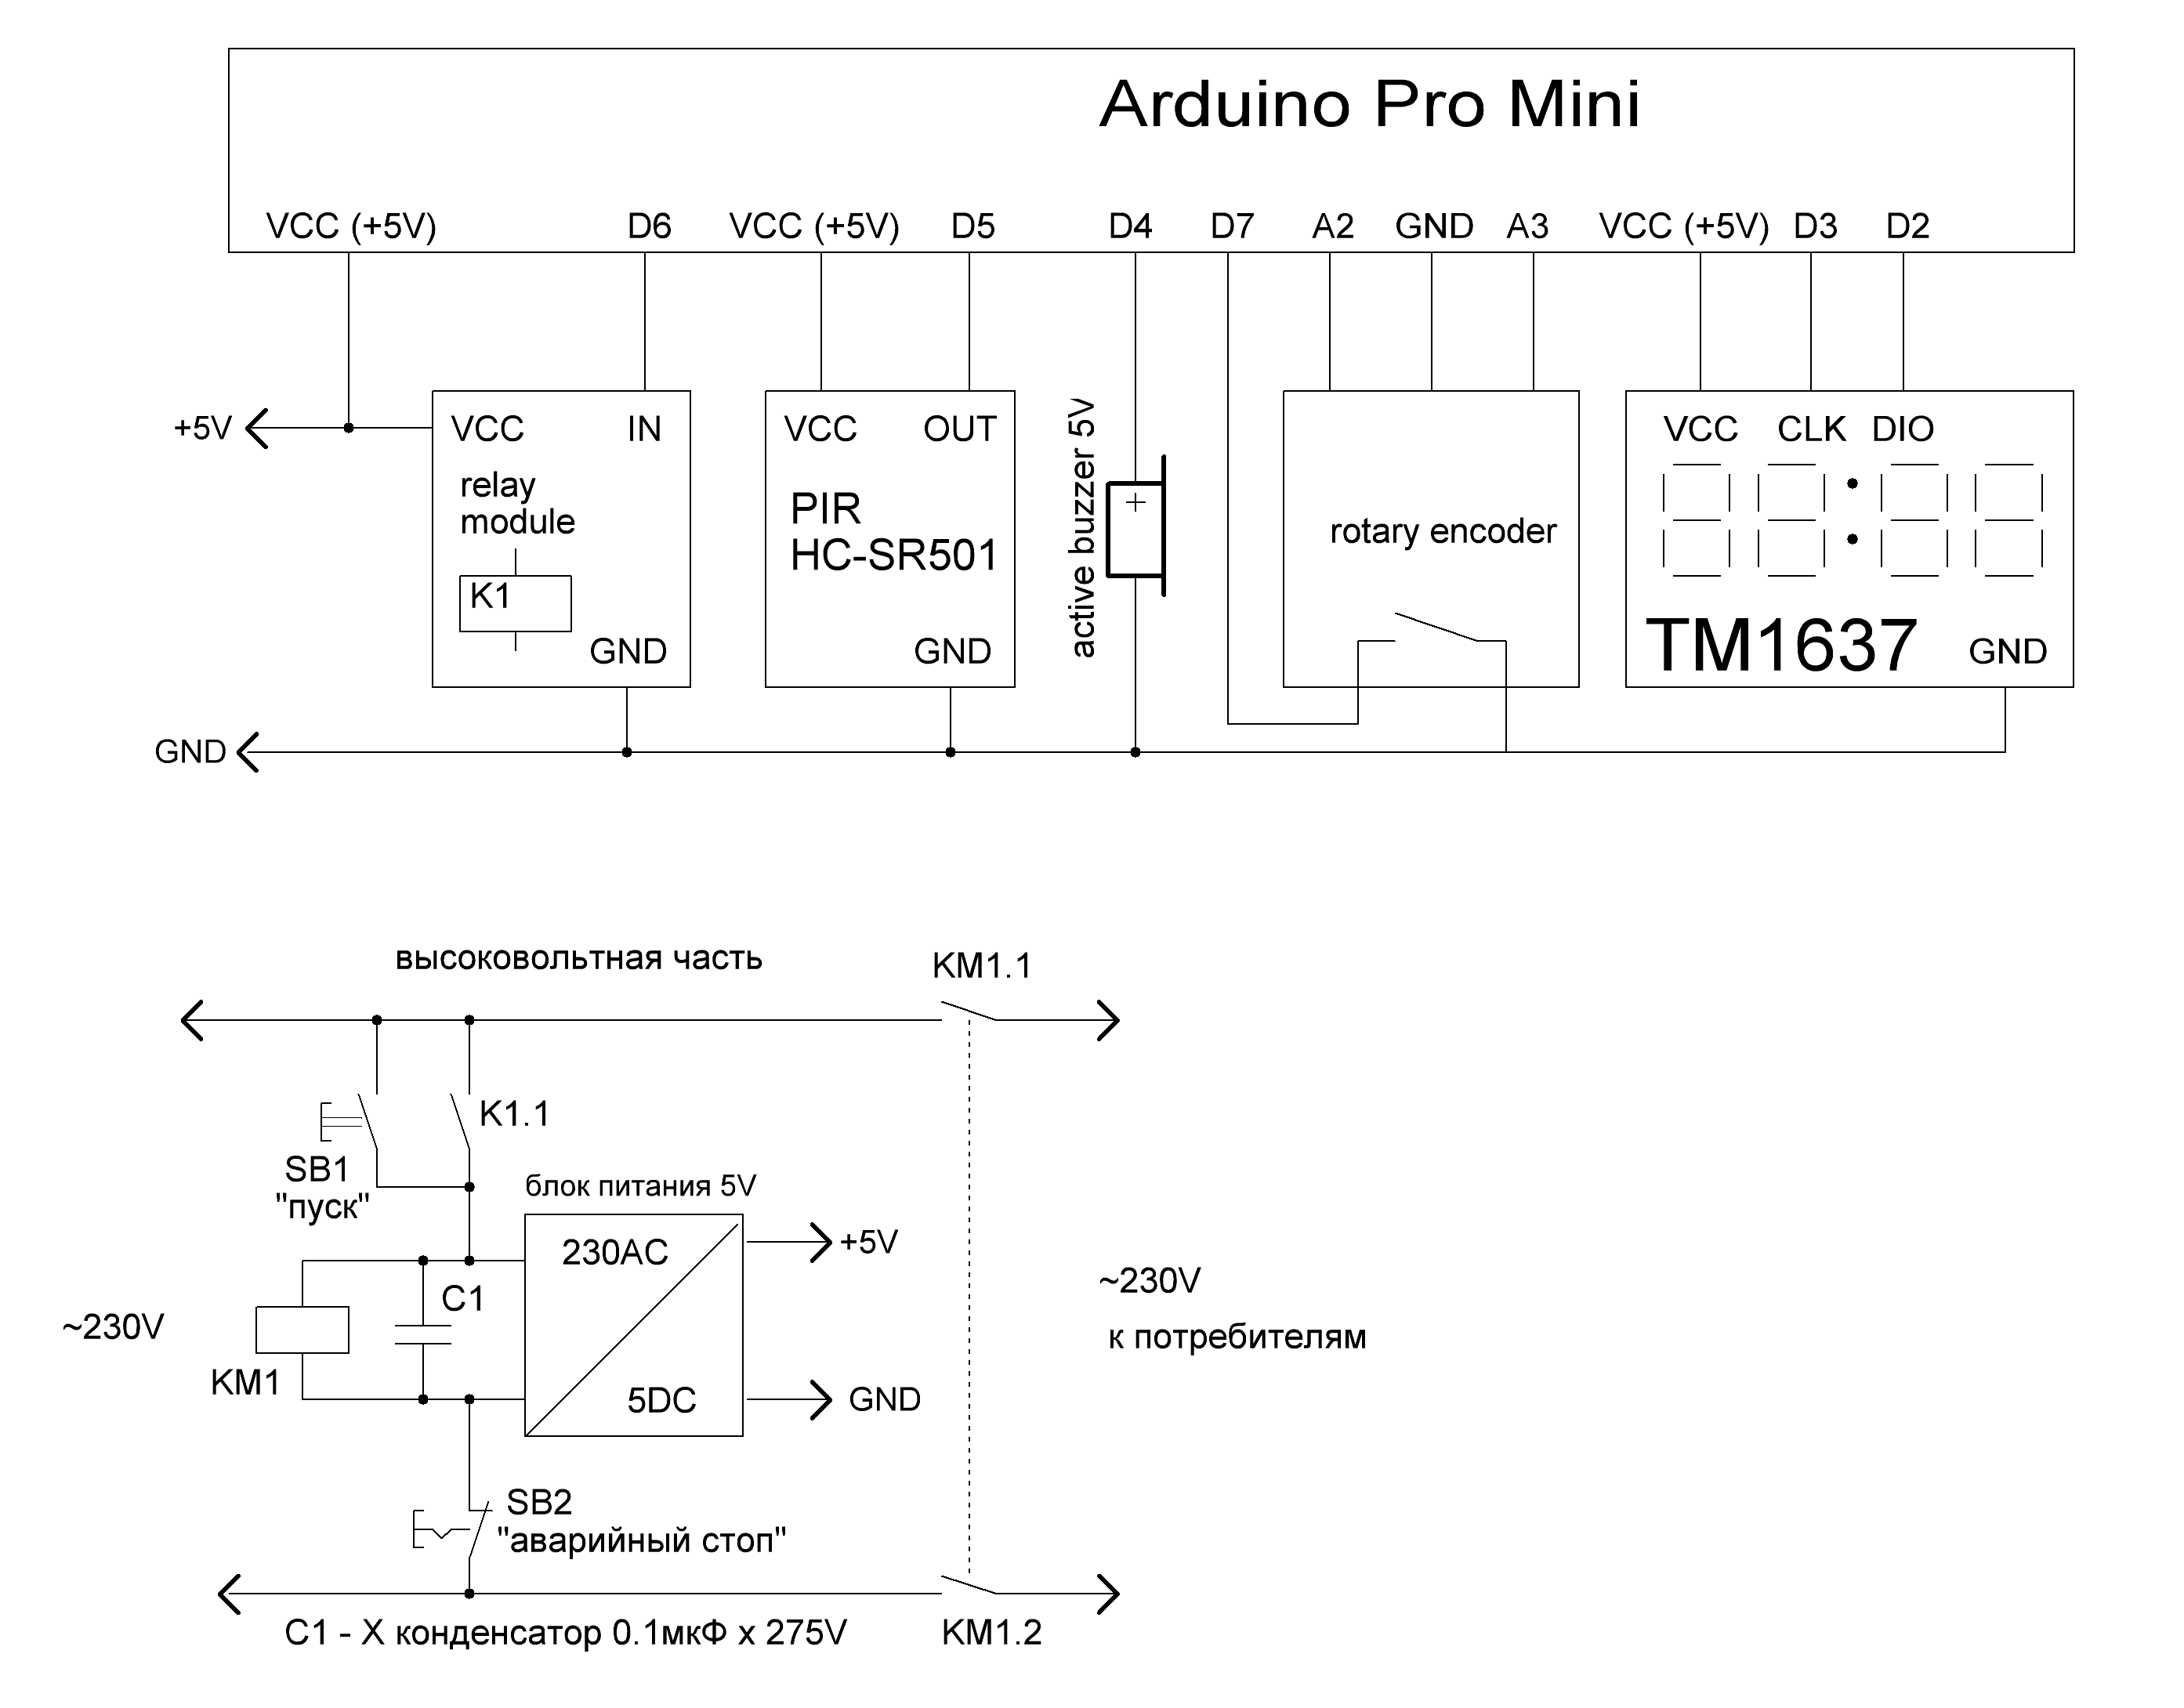 Arduino Pro Mini
VCC (+5V) D6 VCC (+5V) D5 D4 D7 A2 GND A3 VCC (+5V) D3 D2
+5V
VCC IN
relay
module
K1
GND
VCC OUT
PIR
HC-SR501
GND
active buzzer 5V
+
rotary encoder
VCC CLK DIO
TM1637
GND
GND
высоковольтная часть
KM1.1
K1.1
SB1
"пуск"
блок питания 5V
230AC
5DC
+5V
GND
C1
~230V
KM1
~230V
к потребителям
SB2
"аварийный стоп"
C1 - X конденсатор 0.1мкФ x 275V
KM1.2